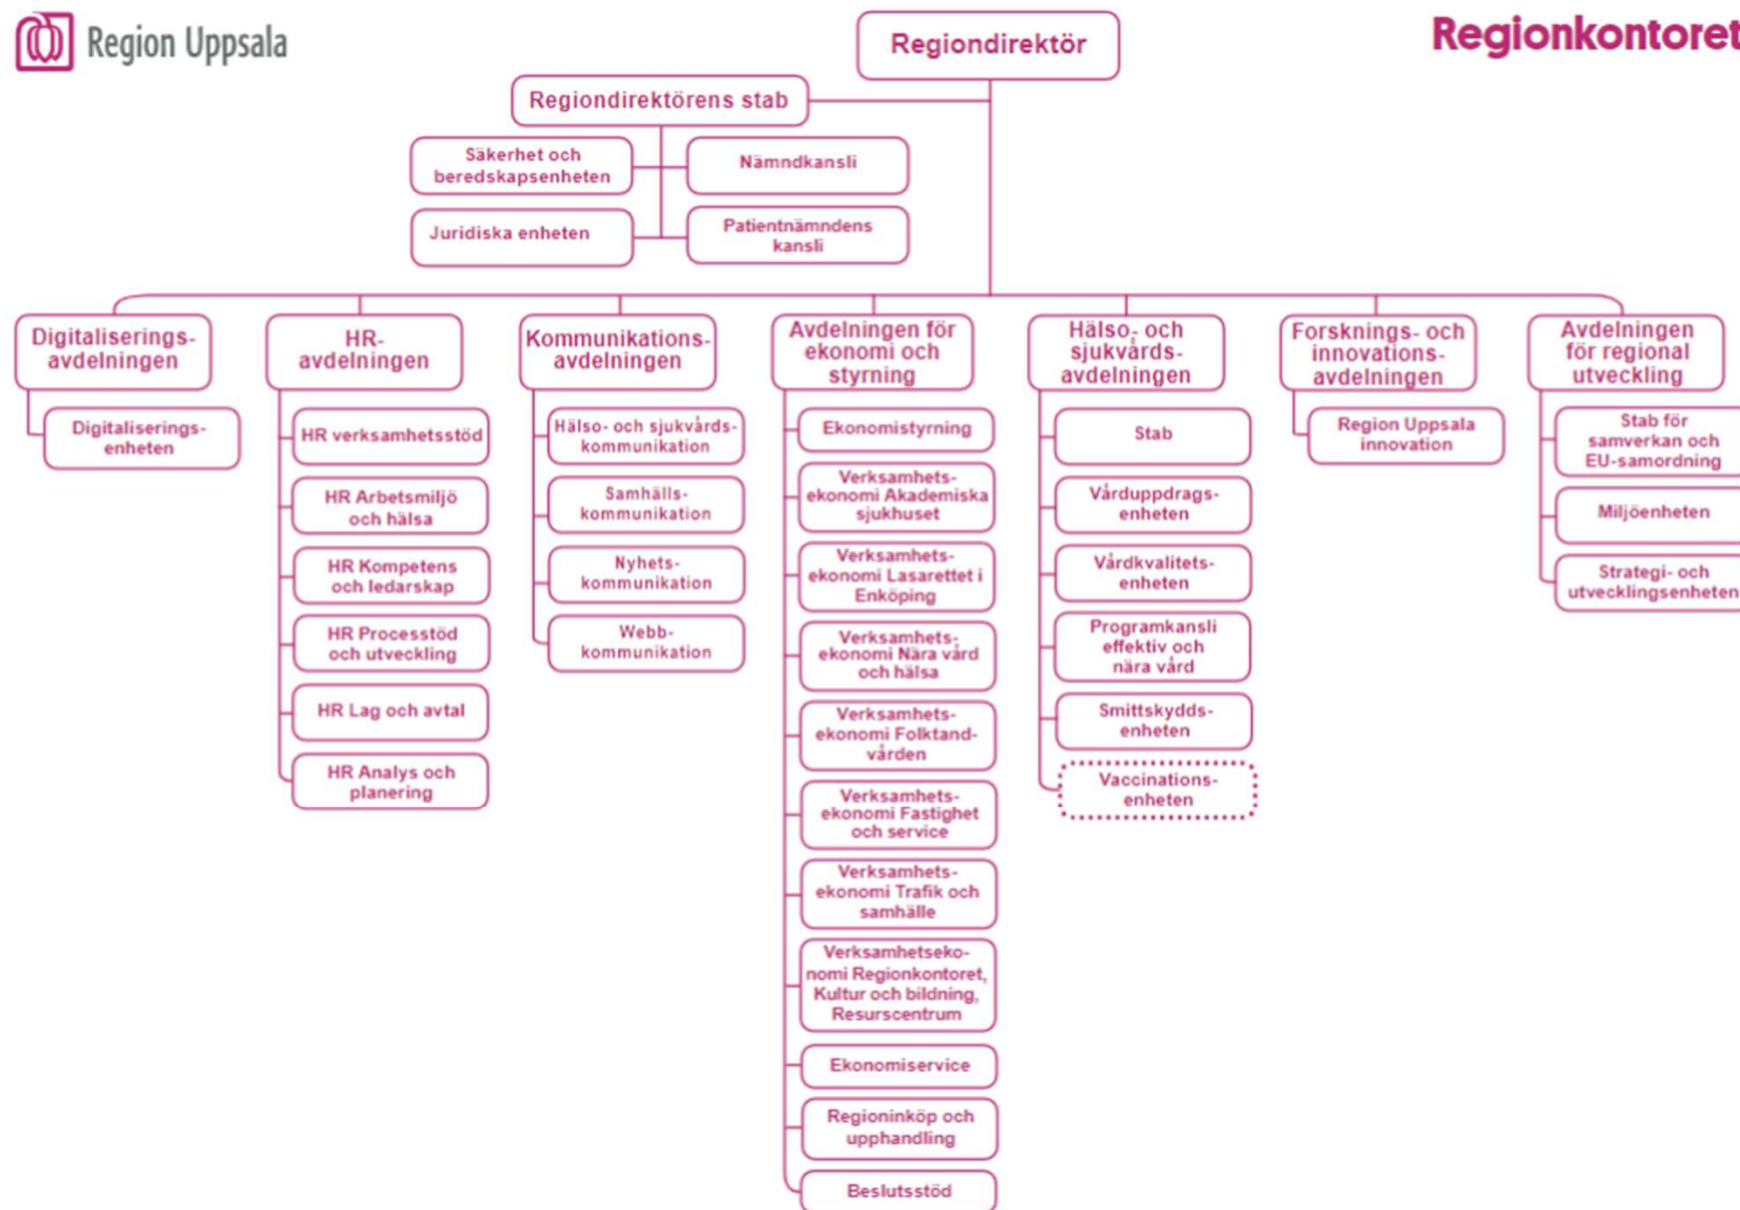 Region Uppsala
Regionkontoret
Regiondirektör
Regiondirektörens stab
Säkerhet och
beredskapsenheten
Nämndkansli
Juridiska enheten
Patientnämndens
kansli
Digitaliserings-
avdelningen
Digitaliserings-
enheten
HR-
avdelningen
HR verksamhetsstöd
HR Arbetsmiljö
och hälsa
HR Kompetens
och ledarskap
HR Processtöd
och utveckling
HR Lag och avtal
HR Analys och
planering
Kommunikations-
avdelningen
Hälso- och sjukvårds-
kommunikation
Samhälls-
kommunikation
Nyhets-
kommunikation
Webb-
kommunikation
Avdelningen för
ekonomi och
styrning
Ekonomistyrning
Verksamhets-
ekonomi Akademiska
sjukhuset
Verksamhets-
ekonomi Lasarettet i
Enköping
Verksamhets-
ekonomi Nära vård
och hälsa
Verksamhets-
ekonomi Folktand-
vården
Verksamhets-
ekonomi Fastighet
och service
Verksamhets-
ekonomi Trafik och
samhälle
Verksamhetseko-
nomi Regionkontoret,
Kultur och bildning,
Resurscentrum
Ekonomiservice
Regioninköp och
upphandling
Beslutsstöd
Hälso- och
sjukvårds-
avdelningen
Stab
Vårduppdrags-
enheten
Vårdkvalitets-
enheten
Programkansli
effektiv och
nära vård
Smittskydds-
enheten
Vaccinations-
enheten
Forsknings- och
innovations-
avdelningen
Region Uppsala
innovation
Avdelningen
för regional
utveckling
Stab för
samverkan och
EU-samordning
Miljöenheten
Strategi- och
utvecklingsenheten